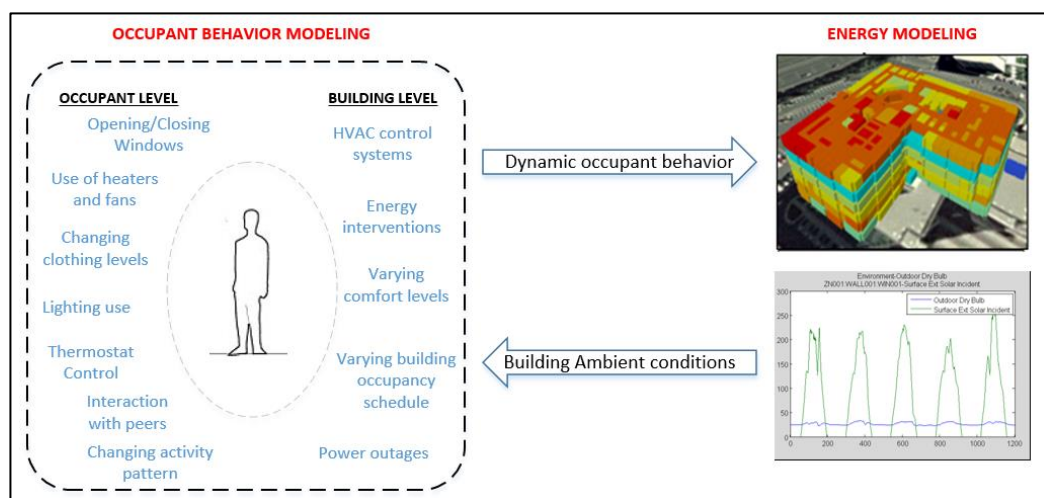 OCCUPANT BEHAVIOR MODELING
OCCUPANT LEVEL
Opening/Closing
Windows
Use of heaters
and fans
Changing
clothing levels
Lighting use
Thermostat
Control
Interaction
with peers
Changing activity
pattern
BUILDING LEVEL
HVAC control
systems
Energy
interventions
Varying
comfort levels
Varying building
occupancy
schedule
Power outages
Dynamic occupant behavior
Building Ambient conditions
ENERGY MODELING
Environment-Outdoor Dry Bulb
ZN001:WALL001:WIN001-Surface Ext Solar Incident
Outdoor Dry Bulb
Surface Ext Solar Incident
300
250
200
150
100
50
0
0 200 400 600 800 1000 1200